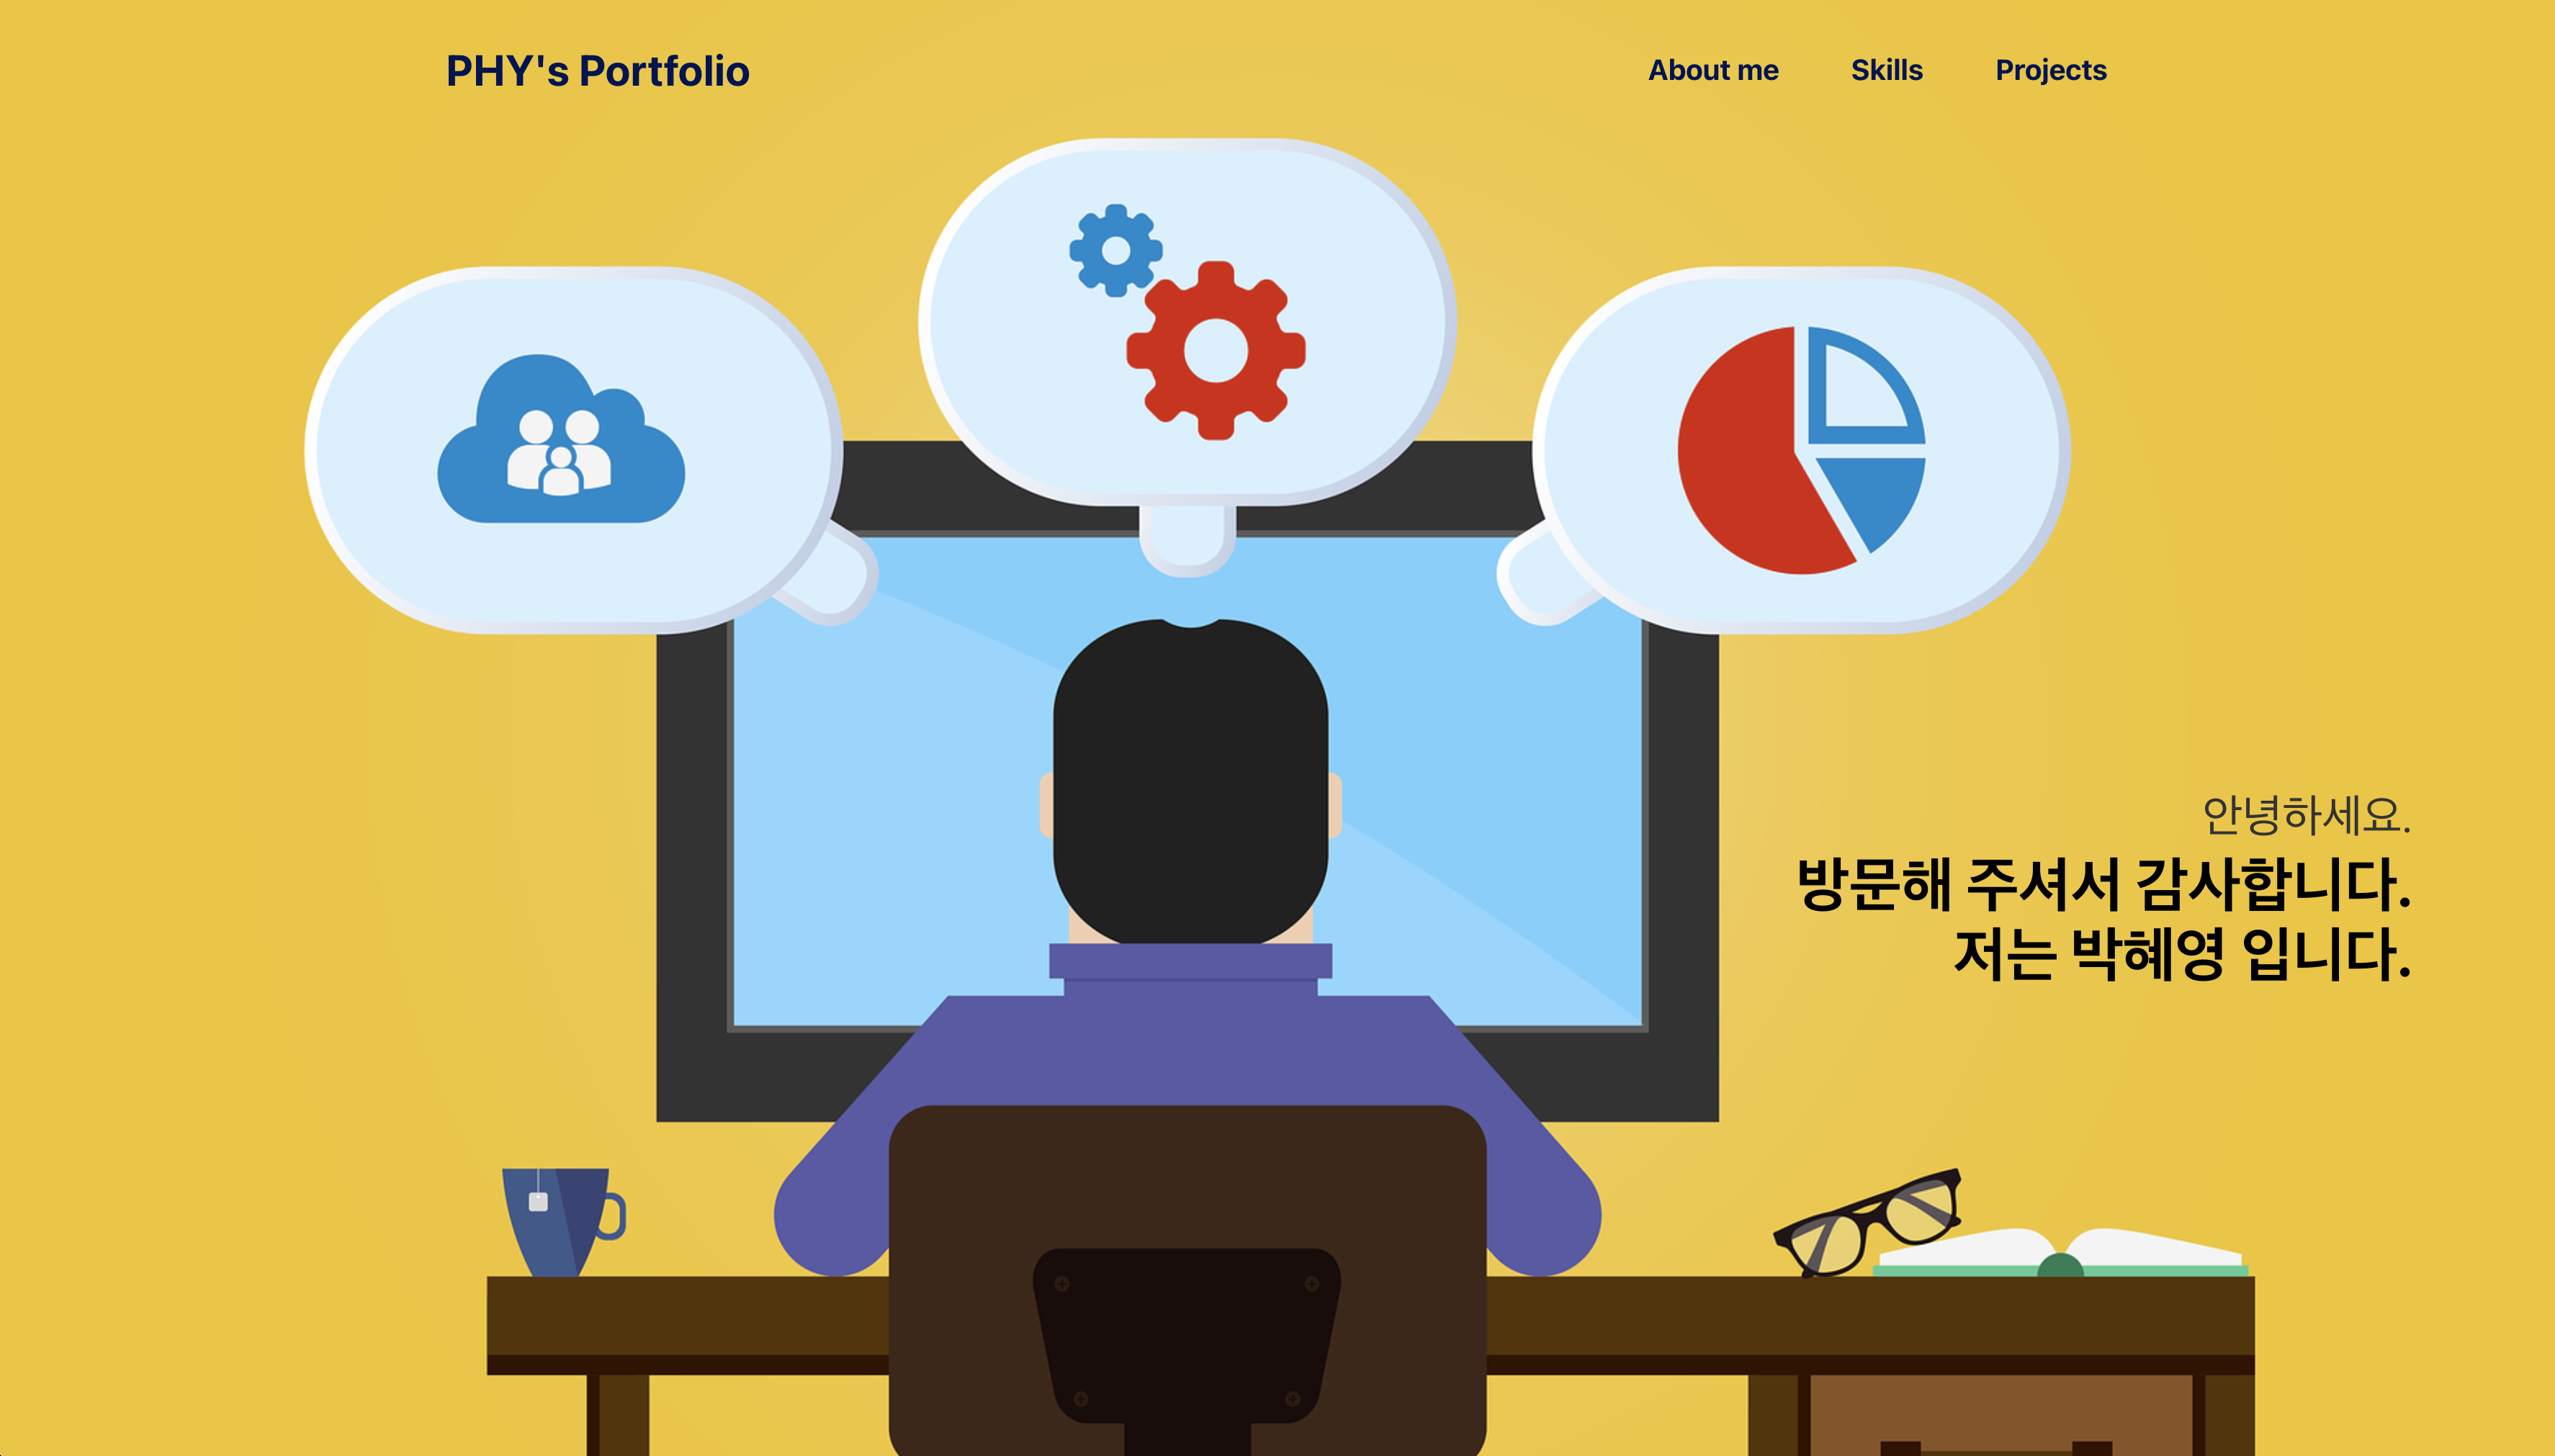 PHY's Portfolio
About me
Skills
Projects
안녕하세요.
방문해 주셔서 감사합니다.
저는 박혜영 입니다.